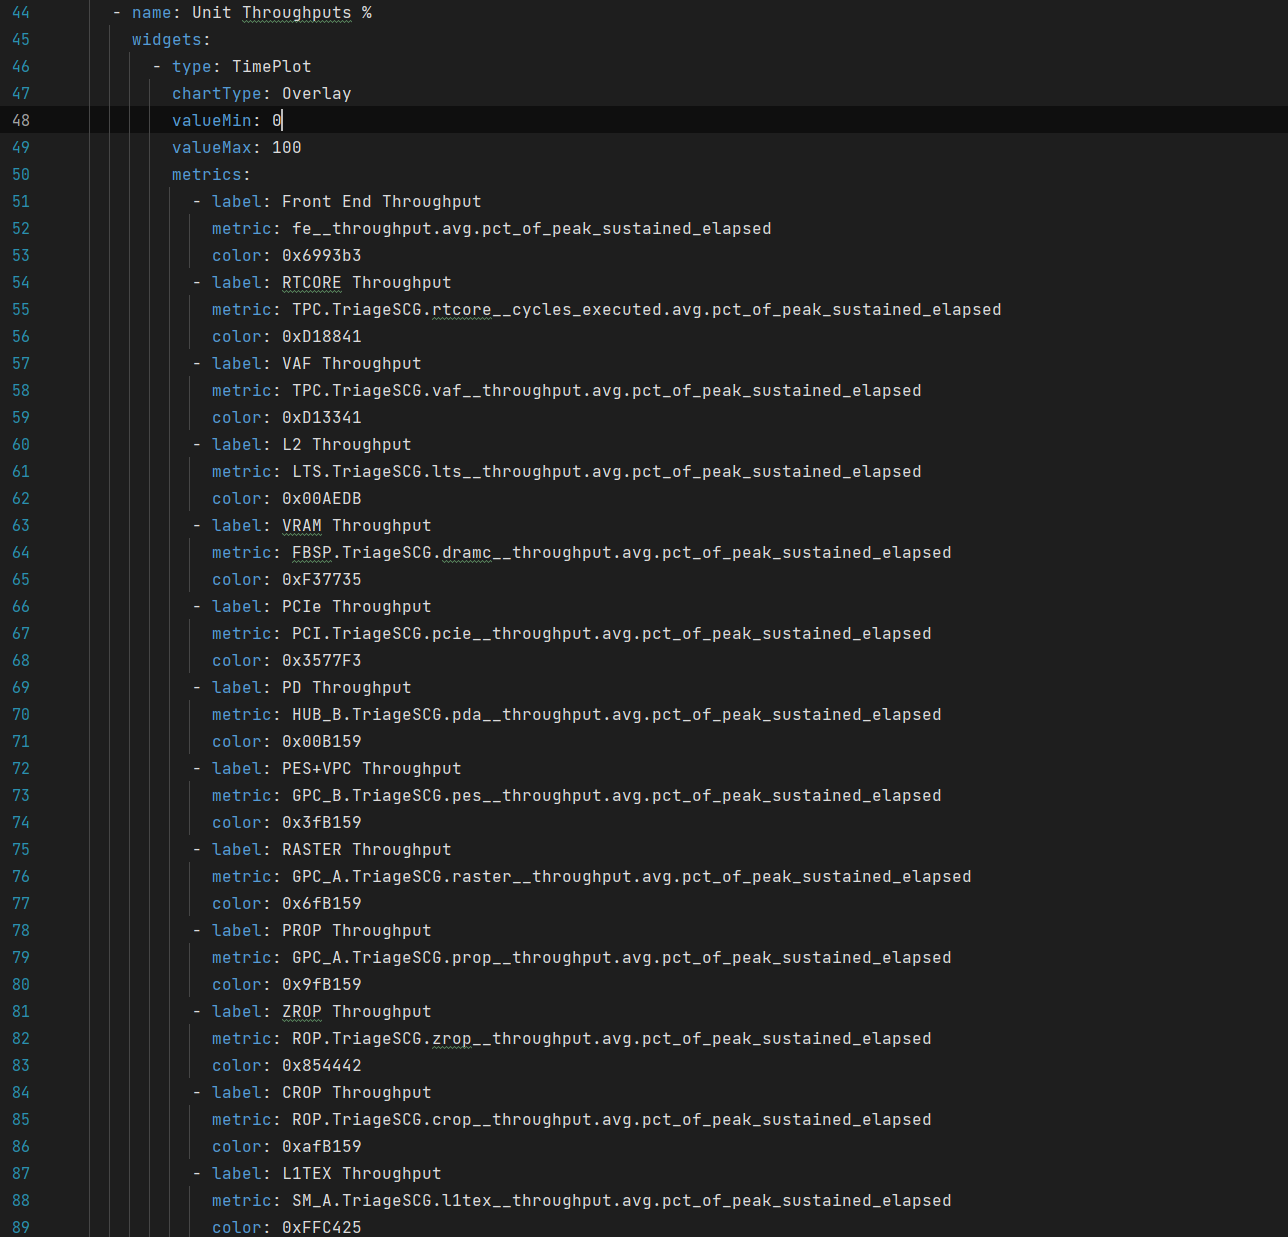 44 - name: Unit Throughputs %
45 widgets:
46 - type: TimePlot
47 chartType: Overlay
48 valueMin: 0
49 valueMax: 100
50 metrics:
51 - label: Front End Throughput
52 metric: fe__throughput.avg.pct_of_peak_sustained_elapsed
53 color: 0x6993b3
54 - label: RTCORE Throughput
55 metric: TPC.TriageSCG.rtcore__cycles_executed.avg.pct_of_peak_sustained_elapsed
56 color: 0xD18841
57 - label: VAF Throughput
58 metric: TPC.TriageSCG.vaf__throughput.avg.pct_of_peak_sustained_elapsed
59 color: 0xD13341
60 - label: L2 Throughput
61 metric: LTS.TriageSCG.lts__throughput.avg.pct_of_peak_sustained_elapsed
62 color: 0x00AEDB
63 - label: VRAM Throughput
64 metric: FBSP.TriageSCG.dramc__throughput.avg.pct_of_peak_sustained_elapsed
65 color: 0xF37735
66 - label: PCIe Throughput
67 metric: PCI.TriageSCG.pcie__throughput.avg.pct_of_peak_sustained_elapsed
68 color: 0x3577F3
69 - label: PD Throughput
70 metric: HUB_B.TriageSCG.pda__throughput.avg.pct_of_peak_sustained_elapsed
71 color: 0x00B159
72 - label: PES+VPC Throughput
73 metric: GPC_B.TriageSCG.pes__throughput.avg.pct_of_peak_sustained_elapsed
74 color: 0x3fB159
75 - label: RASTER Throughput
76 metric: GPC_A.TriageSCG.raster__throughput.avg.pct_of_peak_sustained_elapsed
77 color: 0x6fB159
78 - label: PROP Throughput
79 metric: GPC_A.TriageSCG.prop__throughput.avg.pct_of_peak_sustained_elapsed
80 color: 0x9fB159
81 - label: ZROP Throughput
82 metric: ROP.TriageSCG.zrop__throughput.avg.pct_of_peak_sustained_elapsed
83 color: 0x854442
84 - label: CROP Throughput
85 metric: ROP.TriageSCG.crop__throughput.avg.pct_of_peak_sustained_elapsed
86 color: 0xafB159
87 - label: L1TEX Throughput
88 metric: SM_A.TriageSCG.l1tex__throughput.avg.pct_of_peak_sustained_elapsed
89 color: 0xFFC425